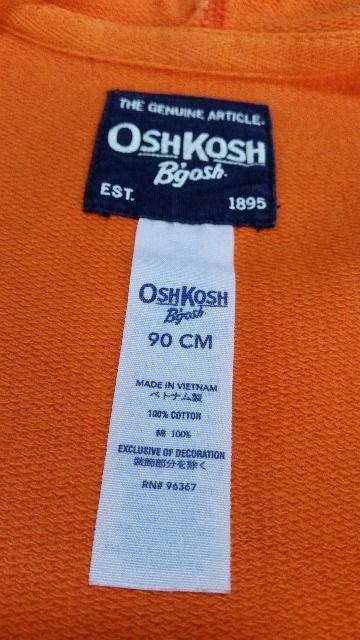 THE GENUINE ARTICLE.
OSHKOSH
B'gosh.
EST. 1895
OSHKOSH
B'gosh
90 CM
MADE IN VIETNAM
ベトナム製
100% COTTON
綿 100%
EXCLUSIVE OF DECORATION
装飾部分を除く
RN# 96367